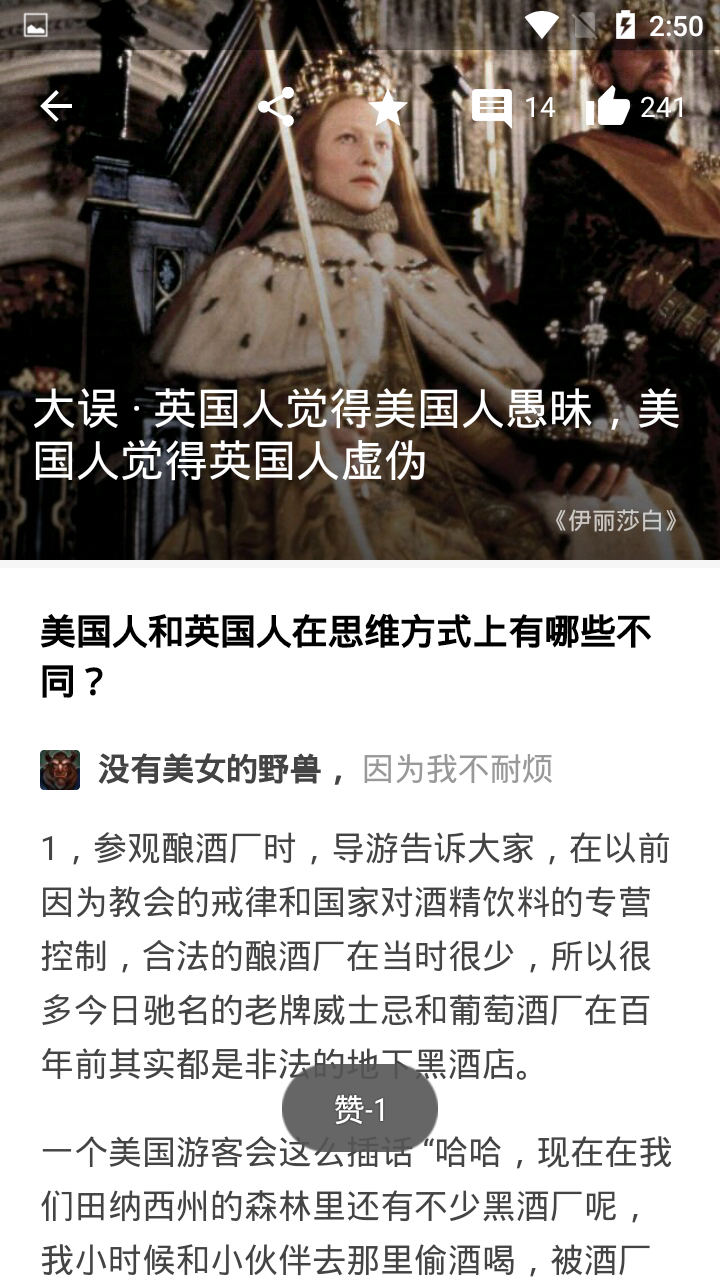 2:50
14
241
大误 · 英国人觉得美国人愚昧，美
国人觉得英国人虚伪
《伊丽莎白》
美国人和英国人在思维方式上有哪些不
同？
没有美女的野兽，因为我不耐烦
1，参观酿酒厂时，导游告诉大家，在以前
因为教会的戒律和国家对酒精饮料的专营
控制，合法的酿酒厂在当时很少，所以很
多今日驰名的老牌威士忌和葡萄酒厂在百
年前其实都是非法的地下黑酒店。
赞-1
一个美国游客会这么插话“哈哈，现在在我
们田纳西州的森林里还有不少黑酒厂呢，
我小时候和小伙伴去那里偷酒喝，被酒厂